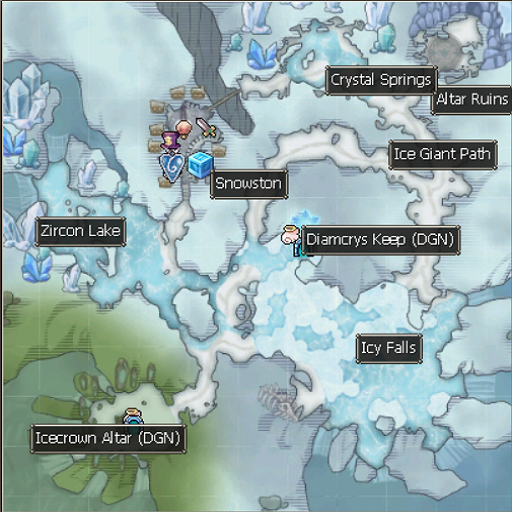 Crystal Springs
Altar Ruins
Ice Giant Path
Snowston
Zircon Lake
Diamcrys Keep (DGN)
Icy Falls
Icecrown Altar (DGN)